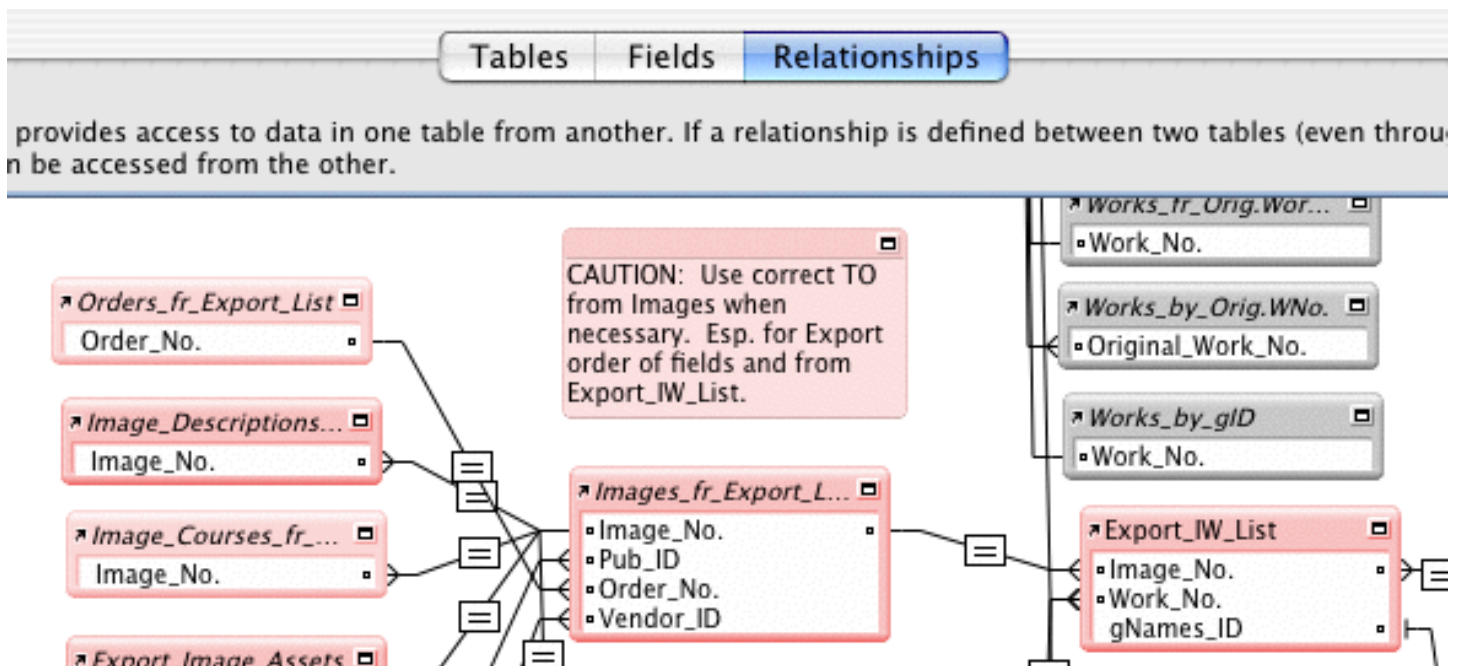 Tables Fields Relationships
provides access to data in one table from another. If a relationship is defined between two tables (even throu
n be accessed from the other.
Orders_fr_Export_List
Order_No.
Image_Descriptions...
Image_No.
Image_Courses_fr_...
Image_No.
Export_Image_Assets
CAUTION: Use correct TO
from Images when
necessary. Esp. for Export
order of fields and from
Export_IW_List.
Images_fr_Export_L...
Image_No.
Pub_ID
Order_No.
Vendor_ID
Works_fr_Orig.Wor...
Work_No.
Works_by_Orig.WNo.
Original_Work_No.
Works_by_gID
Work_No.
Export_IW_List
Image_No.
Work_No.
gNames_ID